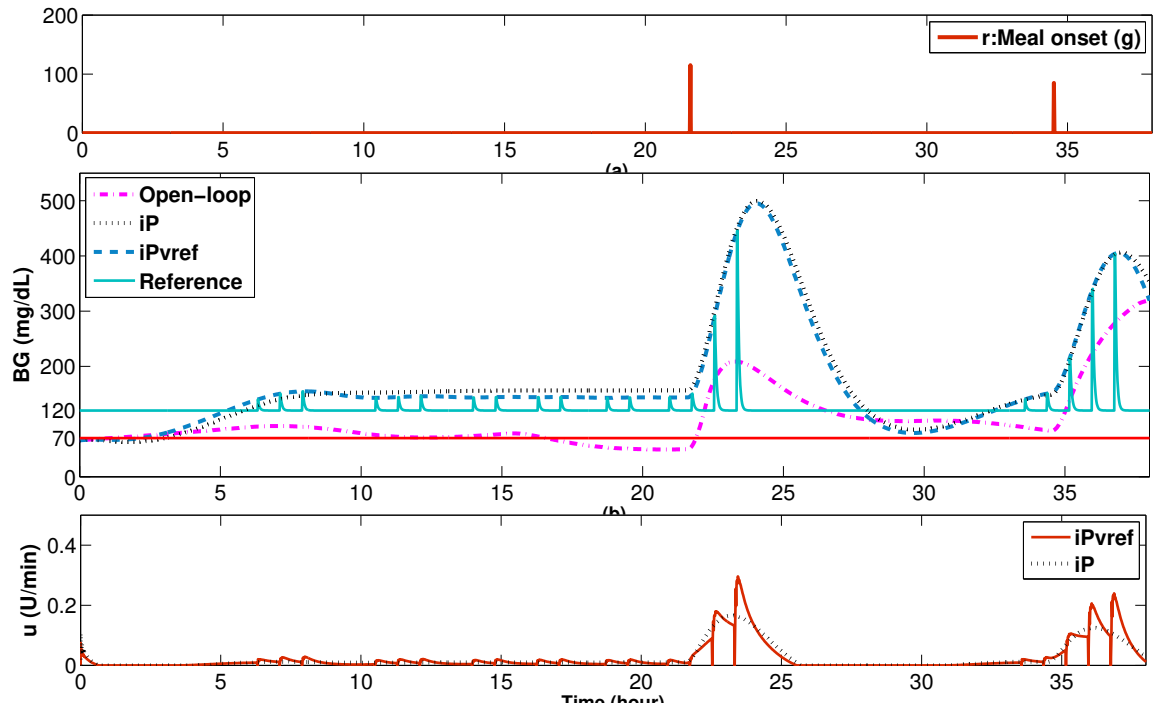 200
r:Meal onset (g)
100
0
0 5 10 15 20 25 30 35
(a)
500
Open-loop
iP
400
iPvref
Reference
300
BG (mg/dL)
200
120
70
0
0 5 10 15 20 25 30 35
(b)
0.4
iPvref
iP
0.2
u (U/min)
0
0 5 10 15 20 25 30 35
Time (hour)